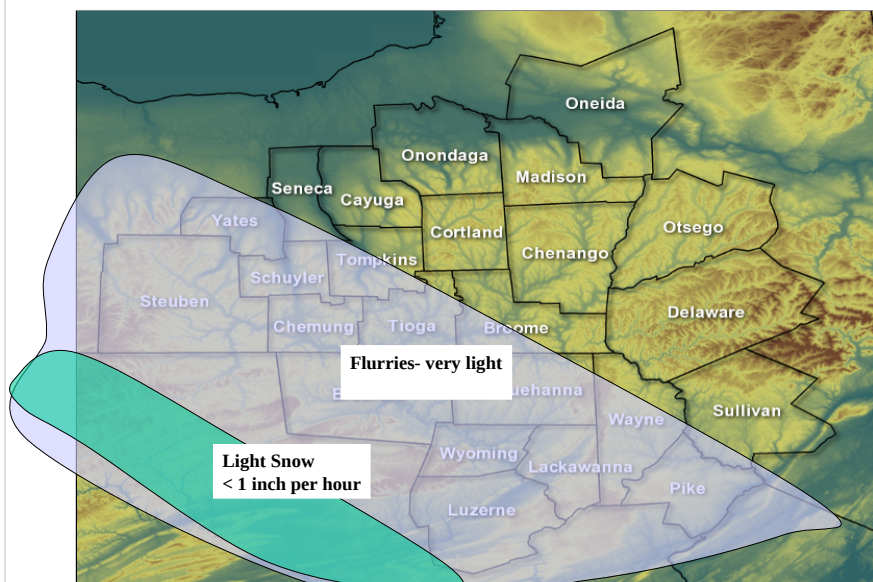 Oneida
Onondaga
Madison
Seneca
Cayuga
Yates
Cortland
Otsego
Chenango
Tompkins
Schuyler
Steuben
Delaware
Chemung
Tioga
Broome
Flurries- very light
B
uehanna
Wayne
Sullivan
Wyoming
Light Snow
< 1 inch per hour
Lackawanna
Pike
Luzerne